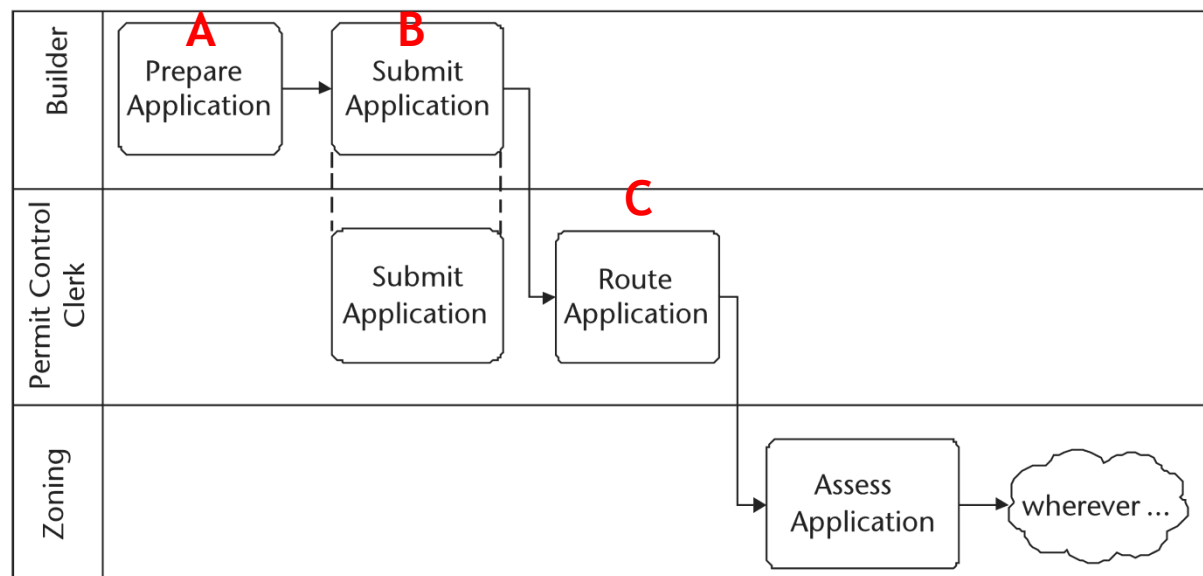 Builder
A
Prepare
Application
B
Submit
Application
Permit Control
Clerk
Submit
Application
C
Route
Application
Zoning
Assess
Application
wherever ...